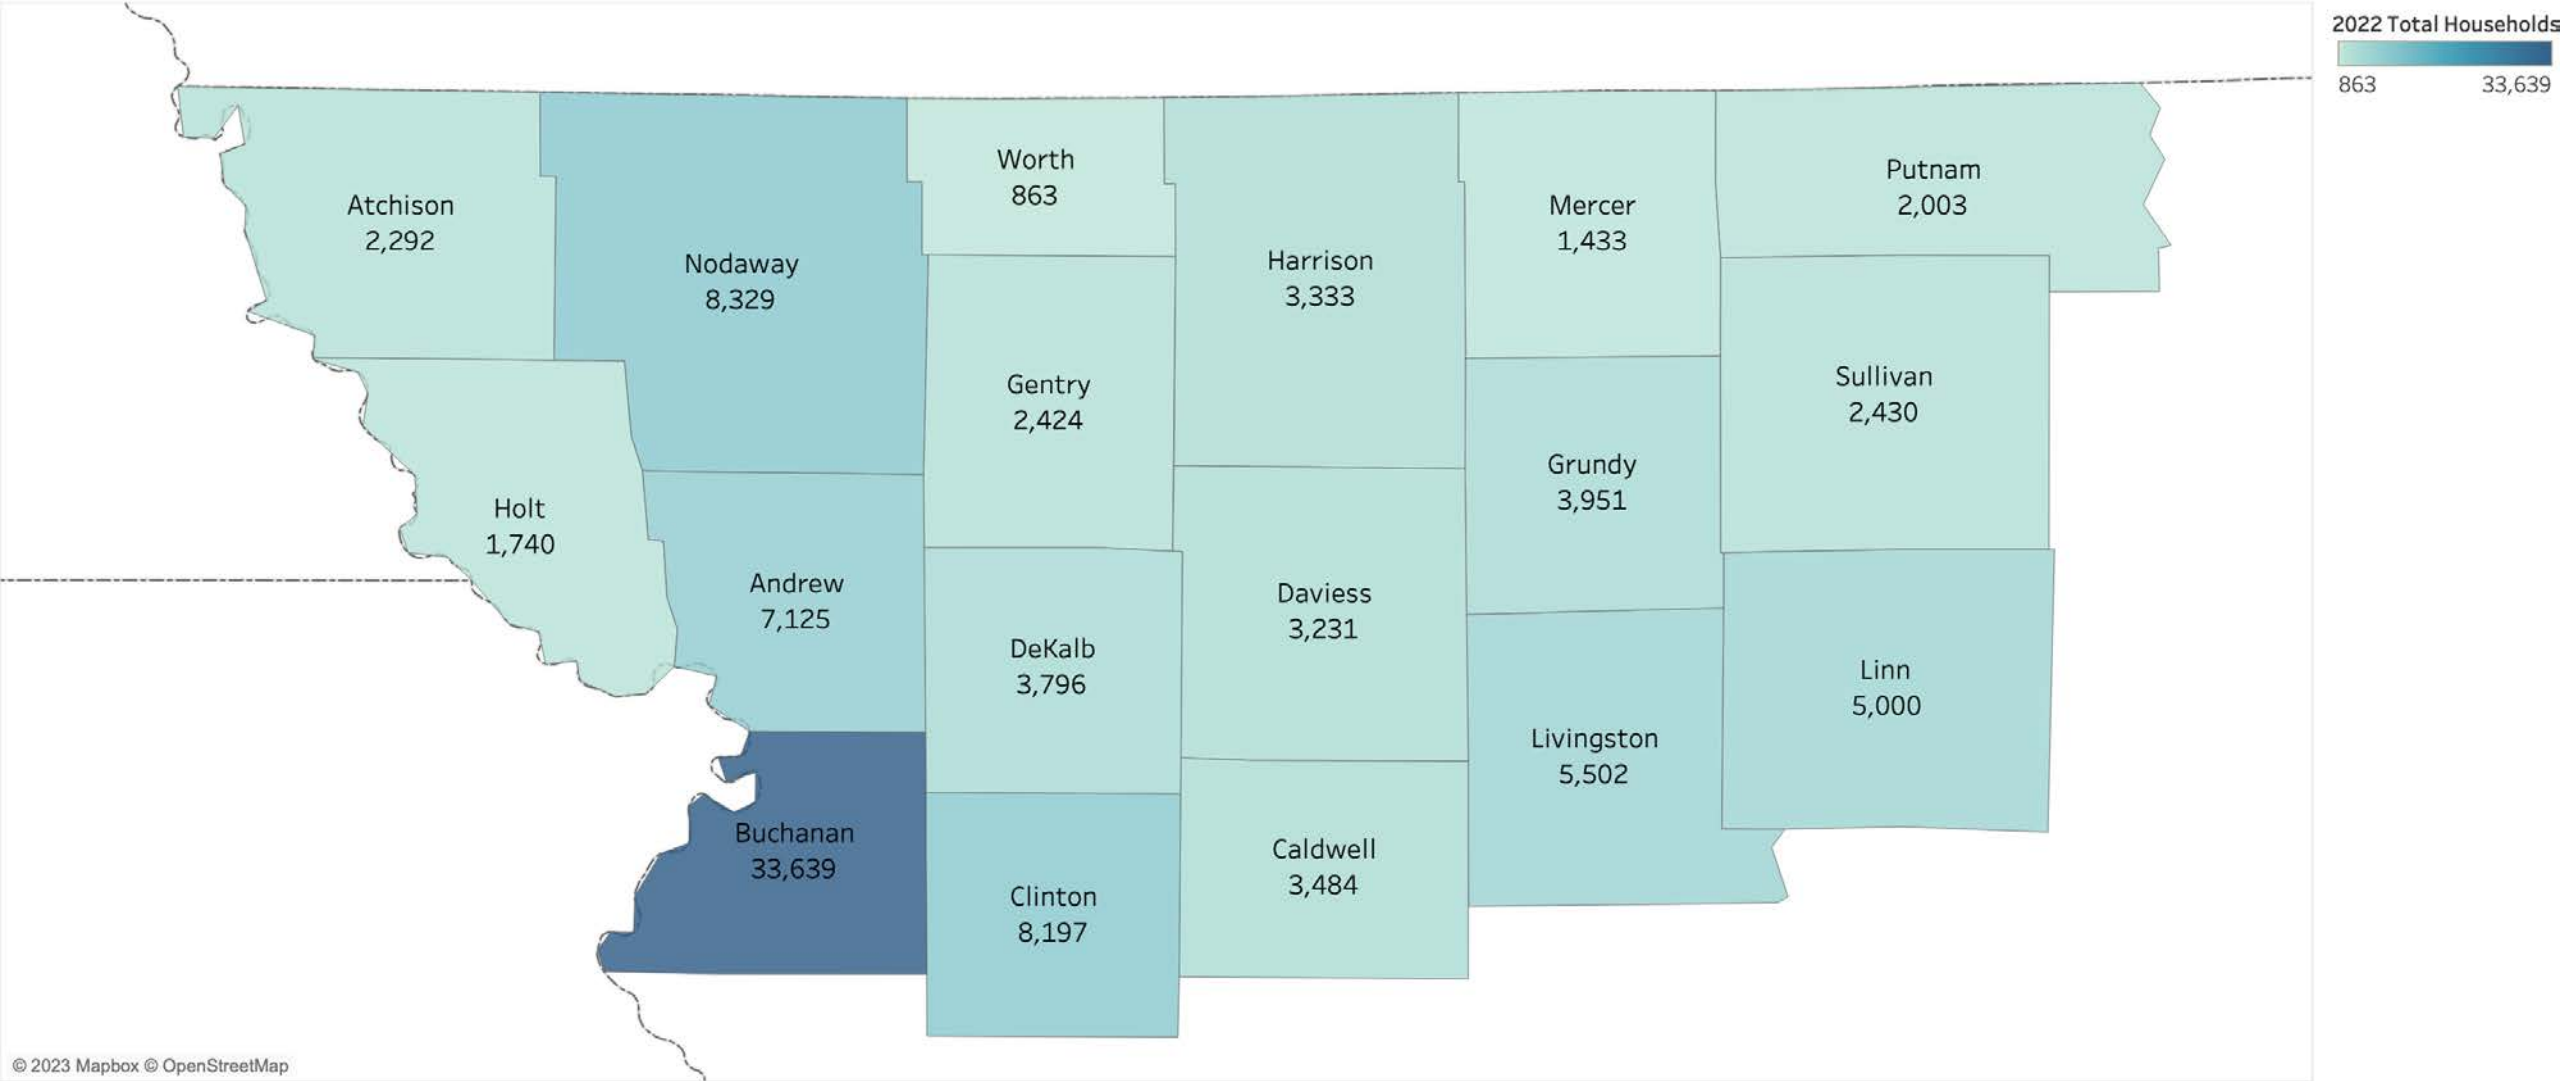 2022 Total Households
863 33,639
Worth
863
Putnam
2,003
Atchison
2,292
Mercer
1,433
Nodaway
8,329
Harrison
3,333
Gentry
2,424
Sullivan
2,430
Grundy
3,951
Holt
1,740
Andrew
7,125
Daviess
3,231
DeKalb
3,796
Linn
5,000
Livingston
5,502
Buchanan
33,639
Caldwell
3,484
Clinton
8,197
© 2023 Mapbox © OpenStreetMap